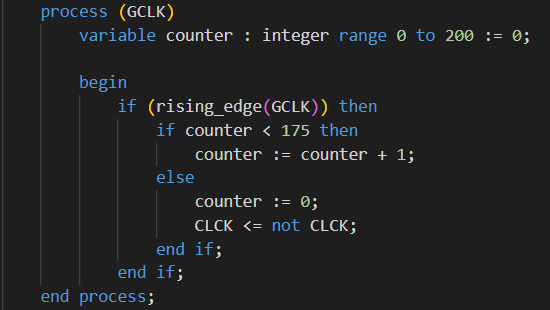 process (GCLK)
variable counter : integer range 0 to 200 := 0;
begin
if (rising_edge(GCLK)) then
if counter < 175 then
counter := counter + 1;
else
counter := 0;
CLCK <= not CLCK;
end if;
end if;
end process;